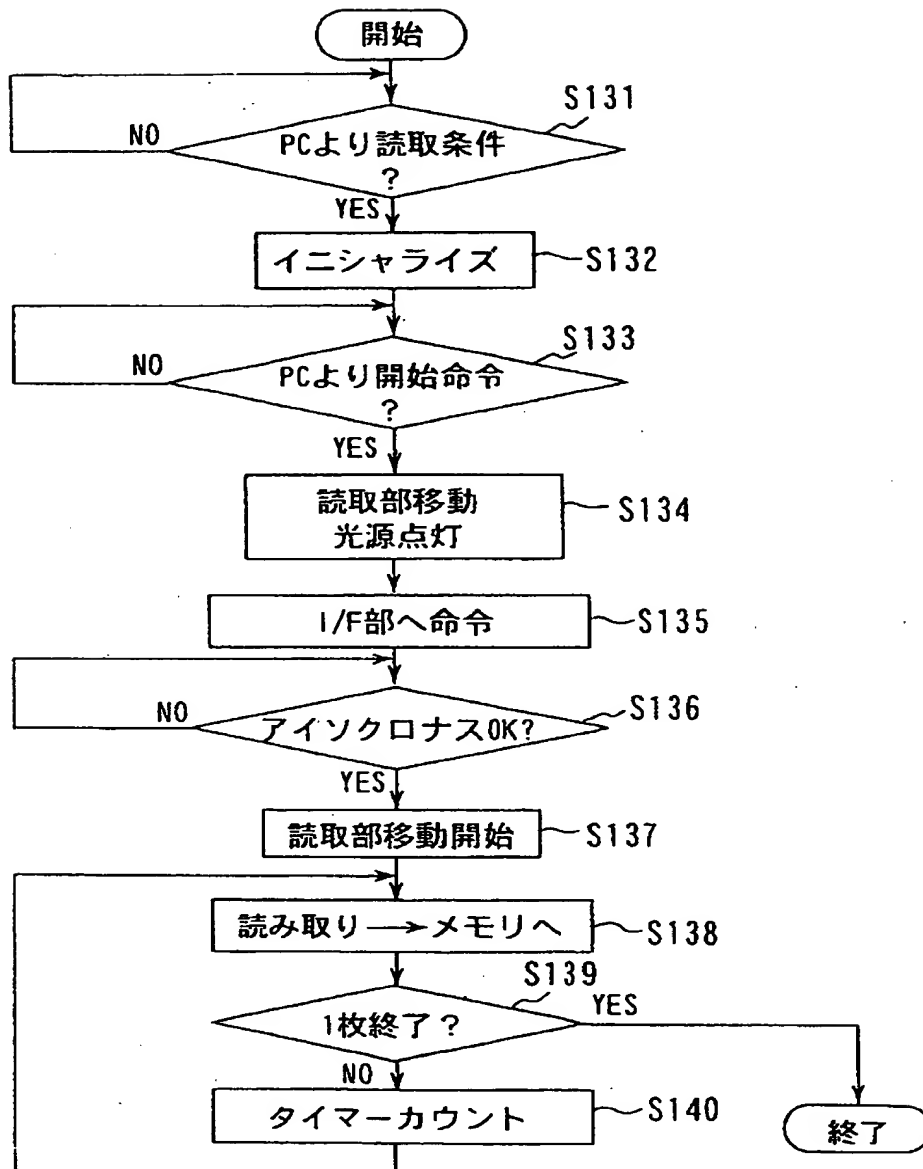 開始
S131
NO
PCより読取条件
?
YES
イニシャライズ
S132
S133
NO
PCより開始命令
?
YES
読取部移動
光源点灯
S134
I/F部へ命令
S135
NO
アイソクロナスOK?
S136
YES
読取部移動開始
S137
読み取り→メモリへ
S138
S139
YES
1枚終了?
NO
タイマーカウント
S140
終了